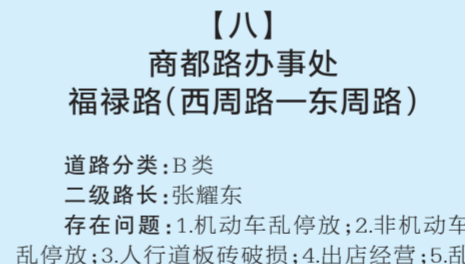 【八】
商都路办事处
福禄路(西周路—东周路)
道路分类:B类
二级路长:张耀东
存在问题:1.机动车乱停放;2.非机动车
乱停放;3.人行道板砖破损;4.出店经营;5.乱